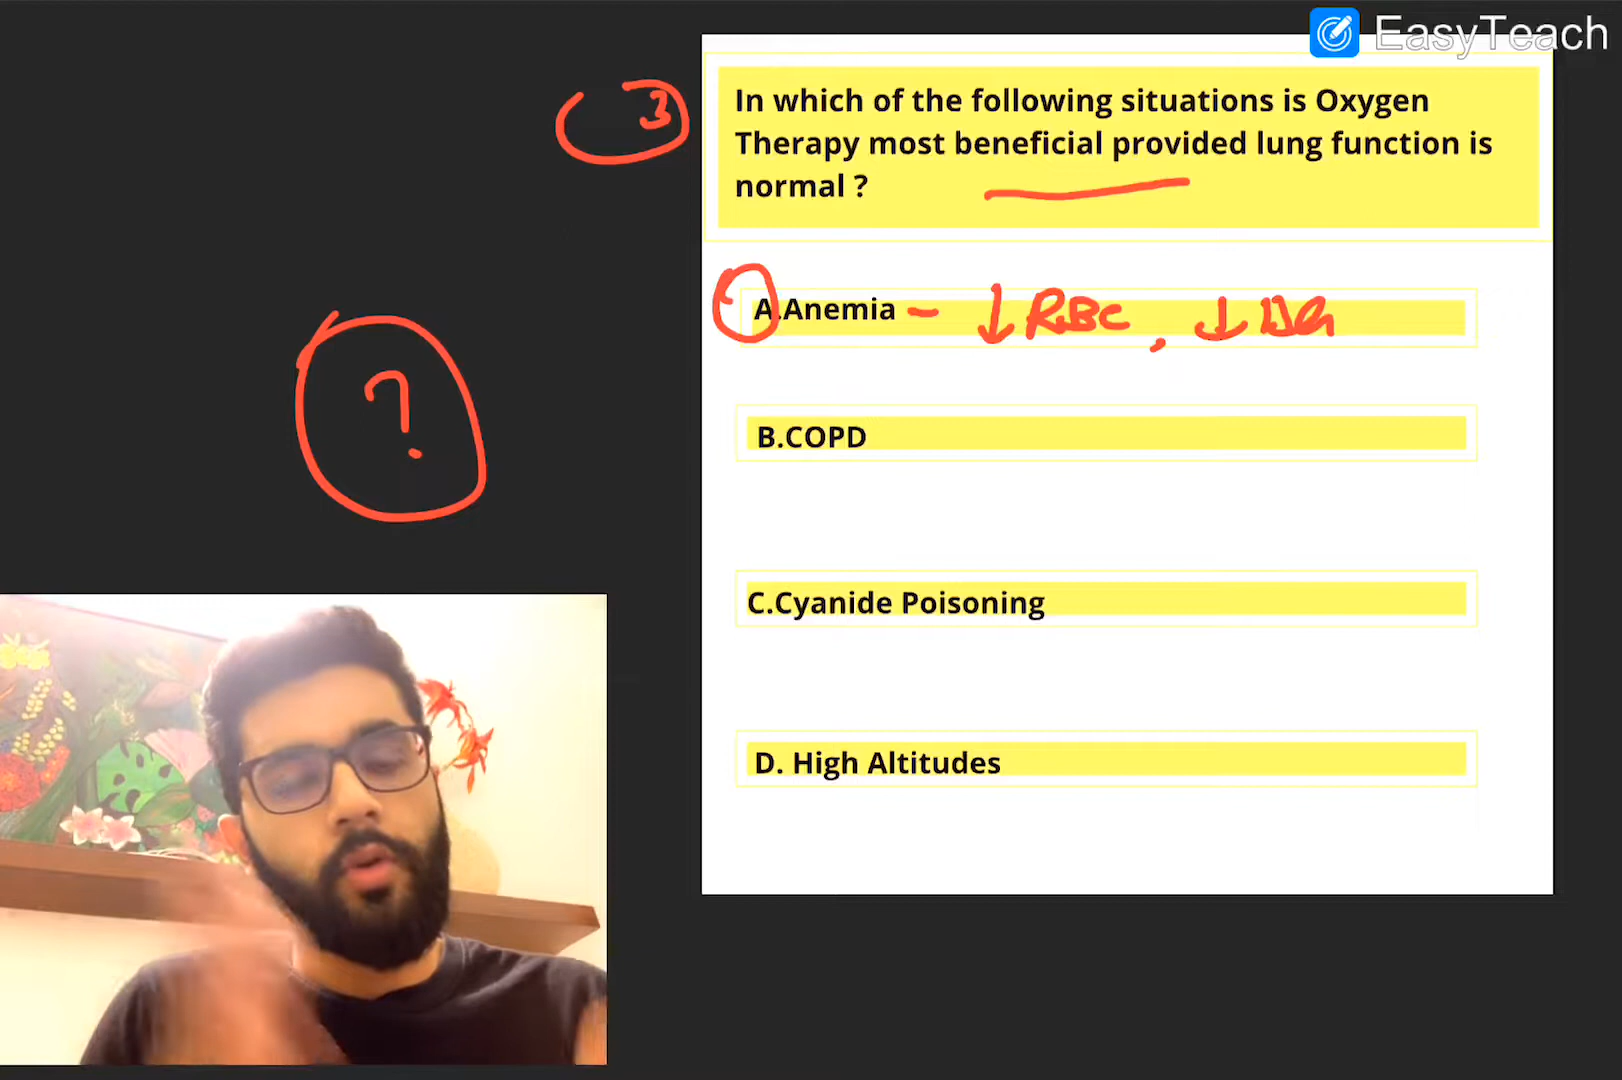 EasyTeach
3
In which of the following situations is Oxygen
Therapy most beneficial provided lung function is
normal ?
A.Anemia - ↓ RBC, ↓
?
B.COPD
C.Cyanide Poisoning
D. High Altitudes